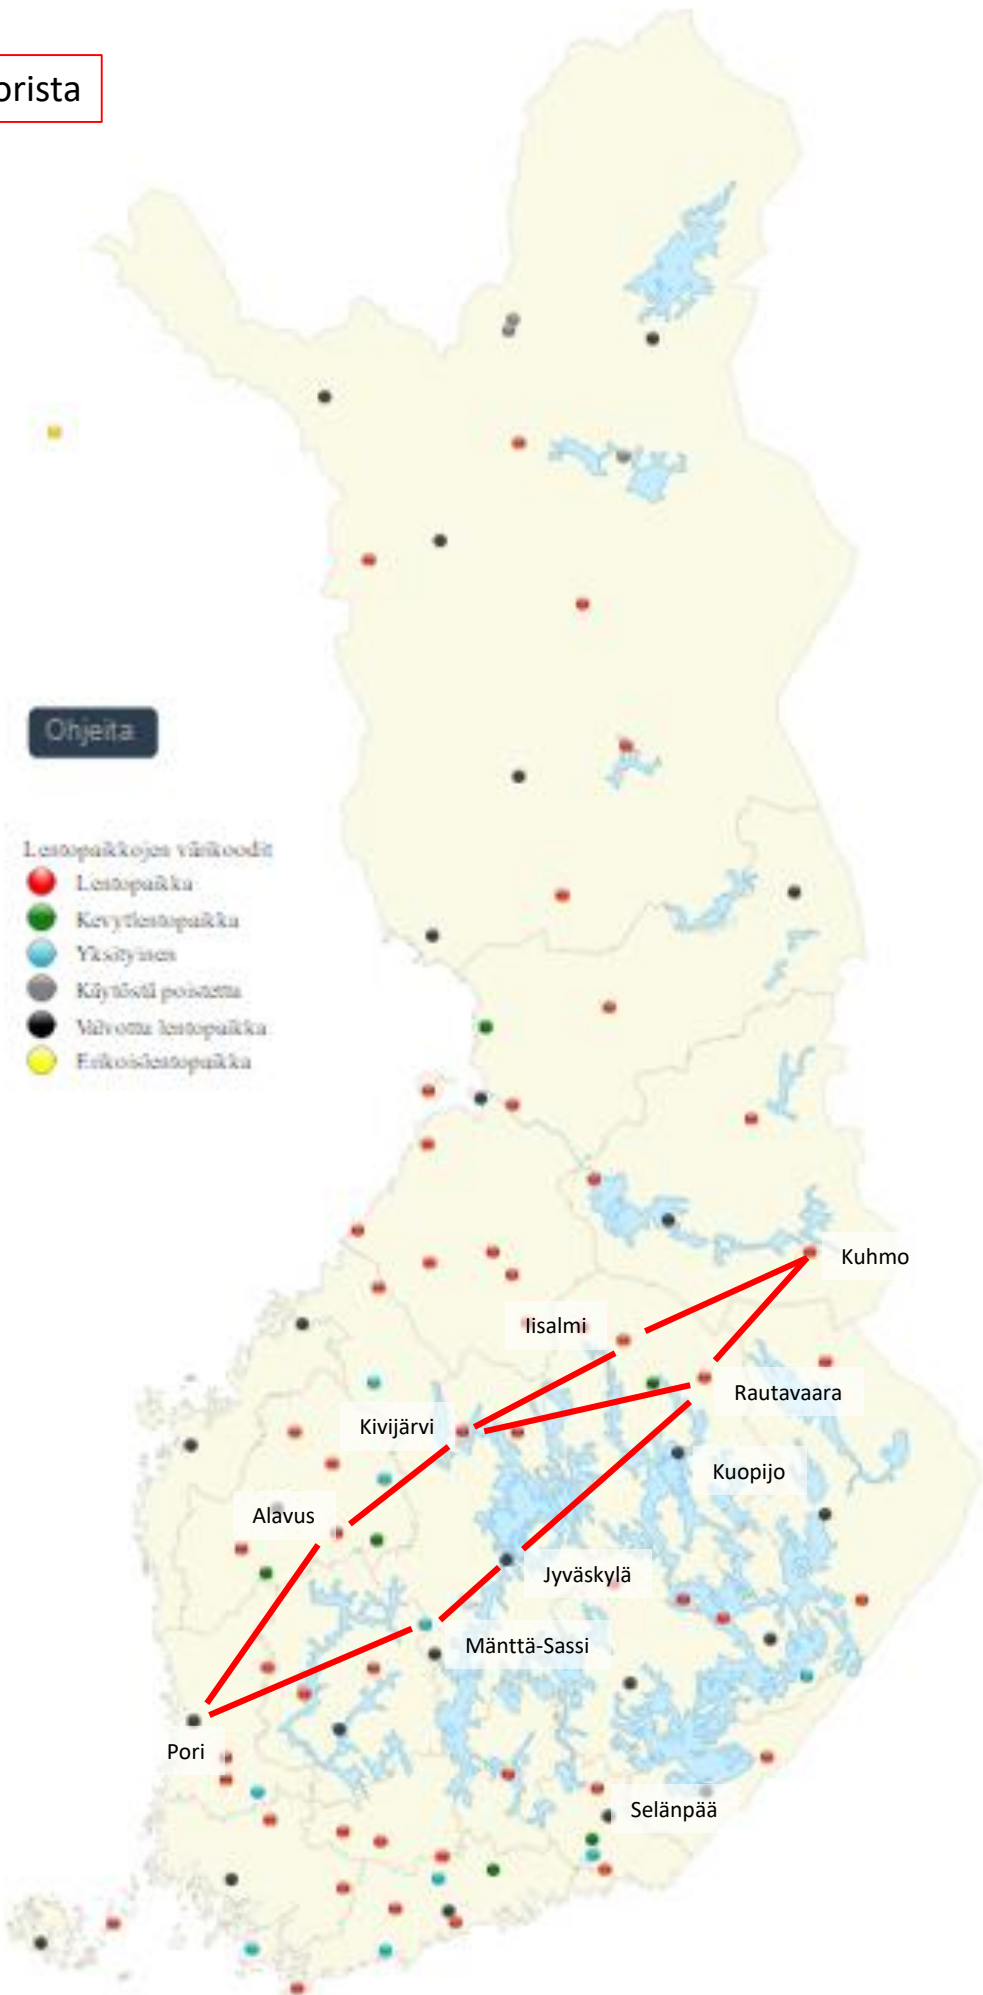 orista
Ohjeita
Lentopaikkojen värikoodit
Lentopaikka
Kevytlentopaikka
Yksityinen
Käytöstä poistettu
Valvottu lentopaikka
Erikoislentopaikka
Kuhmo
Iisalmi
Rautavaara
Kivijärvi
Kuopijo
Alavus
Jyväskylä
Mänttä-Sassi
Pori
Selänpää